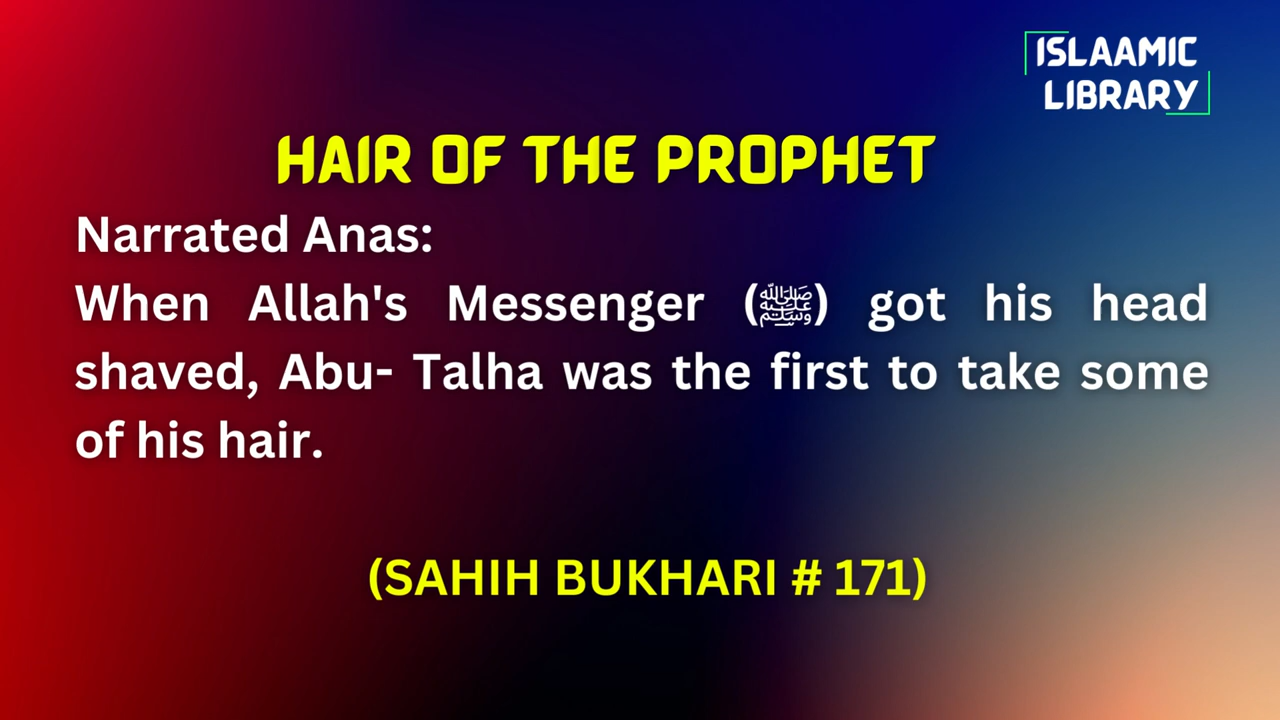 ISLAAMIC
LIBRARY
HAIR OF THE PROPHET
Narrated Anas:
When Allah's Messenger (ﷺ) got his head
shaved, Abu- Talha was the first to take some
of his hair.
(SAHIH BUKHARI # 171)